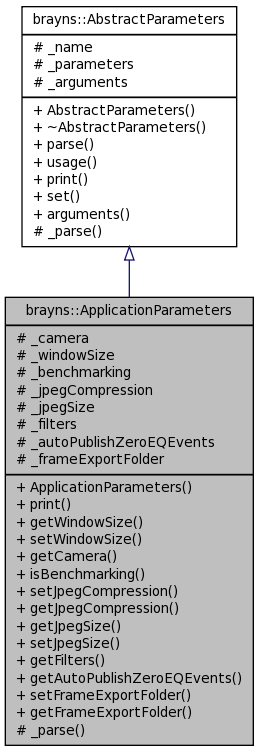 brayns::AbstractParameters
# _name
# _parameters
# _arguments
+ AbstractParameters()
+ ~AbstractParameters()
+ parse()
+ usage()
+ print()
+ set()
+ arguments()
# _parse()
brayns::ApplicationParameters
# _camera
# _windowSize
# _benchmarking
# _jpegCompression
# _jpegSize
# _filters
# _autoPublishZeroEQEvents
# _frameExportFolder
+ ApplicationParameters()
+ print()
+ getWindowSize()
+ setWindowSize()
+ getCamera()
+ isBenchmarking()
+ setJpegCompression()
+ getJpegCompression()
+ getJpegSize()
+ setJpegSize()
+ getFilters()
+ getAutoPublishZeroEQEvents()
+ setFrameExportFolder()
+ getFrameExportFolder()
# _parse()